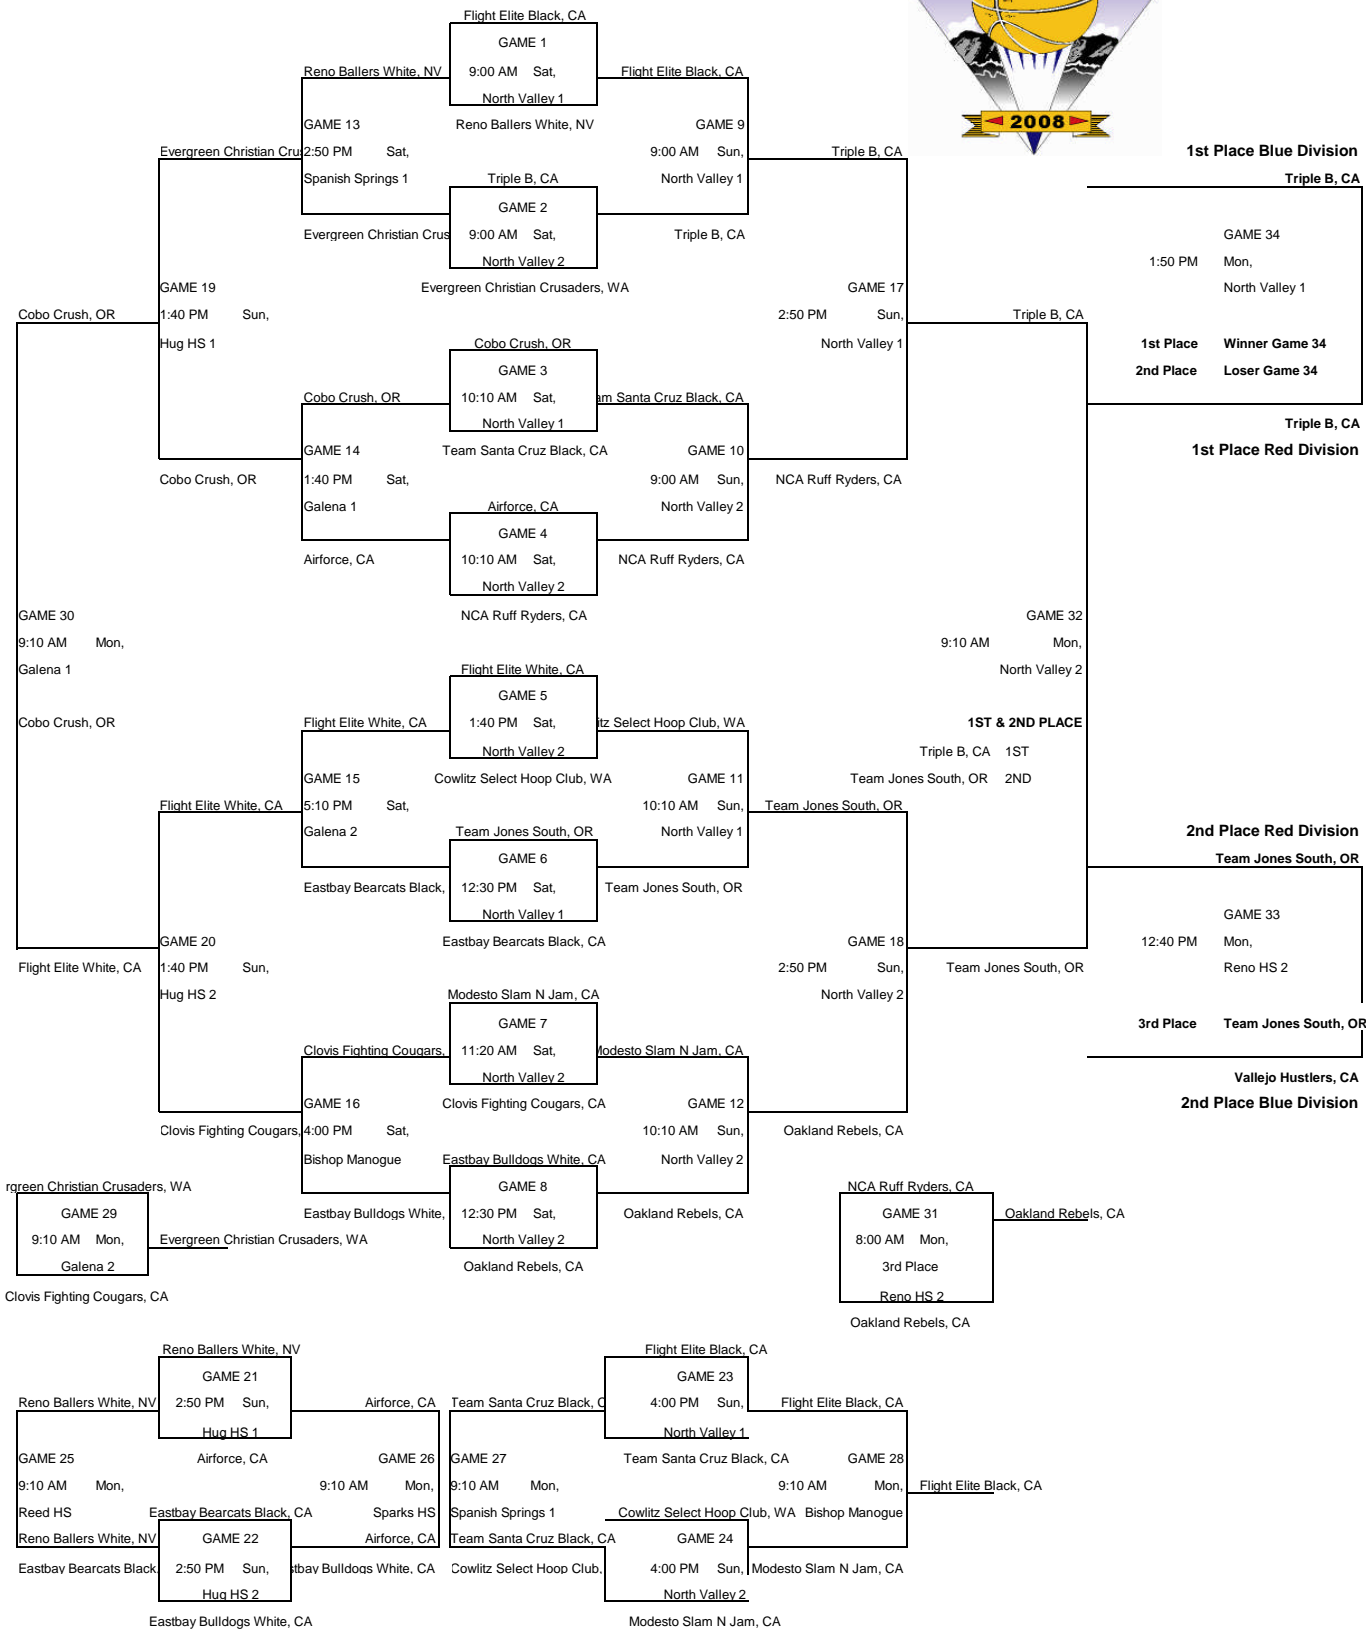 Flight Elite Black, CA
GAME 1
Reno Ballers White, NV 9:00 AM Sat, Flight Elite Black, CA
North Valley 1
2008
GAME 13 Reno Ballers White, NV GAME 9
Evergreen Christian Crus 2:50 PM Sat, 9:00 AM Sun, Triple B, CA 1st Place Blue Division
Spanish Springs 1 Triple B, CA North Valley 1 Triple B, CA
GAME 2
Evergreen Christian Crus 9:00 AM Sat, Triple B, CA GAME 34
North Valley 2 1:50 PM Mon,
GAME 19 Evergreen Christian Crusaders, WA GAME 17 North Valley 1
Cobo Crush, OR 1:40 PM Sun, 2:50 PM Sun, Triple B, CA
Hug HS 1 Cobo Crush, OR North Valley 1 1st Place Winner Game 34
GAME 3 2nd Place Loser Game 34
Cobo Crush, OR 10:10 AM Sat, am Santa Cruz Black, CA
North Valley 1 Triple B, CA
GAME 14 Team Santa Cruz Black, CA GAME 10 1st Place Red Division
Cobo Crush, OR 1:40 PM Sat, 9:00 AM Sun, NCA Ruff Ryders, CA
Galena 1 Airforce, CA North Valley 2
GAME 4
Airforce, CA 10:10 AM Sat, NCA Ruff Ryders, CA
North Valley 2
GAME 30 NCA Ruff Ryders, CA GAME 32
9:10 AM Mon, 9:10 AM Mon,
Galena 1 Flight Elite White, CA North Valley 2
GAME 5
Cobo Crush, OR Flight Elite White, CA 1:40 PM Sat, itz Select Hoop Club, WA 1ST & 2ND PLACE
North Valley 2 Triple B, CA 1ST
GAME 15 Cowlitz Select Hoop Club, WA GAME 11 Team Jones South, OR 2ND
Flight Elite White, CA 5:10 PM Sat, 10:10 AM Sun, Team Jones South, OR
Galena 2 Team Jones South, OR North Valley 1 2nd Place Red Division
GAME 6 Team Jones South, OR
Eastbay Bearcats Black, 12:30 PM Sat, Team Jones South, OR
North Valley 1 GAME 33
GAME 20 Eastbay Bearcats Black, CA GAME 18 12:40 PM Mon,
Flight Elite White, CA 1:40 PM Sun, 2:50 PM Sun, Team Jones South, OR Reno HS 2
Hug HS 2 Modesto Slam N Jam, CA North Valley 2
GAME 7 3rd Place Team Jones South, OR
Clovis Fighting Cougars, 11:20 AM Sat, Modesto Slam N Jam, CA
North Valley 2 Vallejo Hustlers, CA
GAME 16 Clovis Fighting Cougars, CA GAME 12 2nd Place Blue Division
Clovis Fighting Cougars, 4:00 PM Sat, 10:10 AM Sun, Oakland Rebels, CA
Bishop Manogue Eastbay Bulldogs White, CA North Valley 2
rgreen Christian Crusaders, WA GAME 8 NCA Ruff Ryders, CA
GAME 29 Eastbay Bulldogs White, 12:30 PM Sat, Oakland Rebels, CA GAME 31 Oakland Rebels, CA
9:10 AM Mon, Evergreen Christian Crusaders, WA North Valley 2 8:00 AM Mon,
Galena 2 Oakland Rebels, CA 3rd Place
Clovis Fighting Cougars, CA Reno HS 2
Oakland Rebels, CA
Reno Ballers White, NV Flight Elite Black, CA
GAME 21 GAME 23
Reno Ballers White, NV 2:50 PM Sun, Airforce, CA Team Santa Cruz Black, C 4:00 PM Sun, Flight Elite Black, CA
Hug HS 1 North Valley 1
GAME 25 Airforce, CA GAME 26 GAME 27 Team Santa Cruz Black, CA GAME 28
9:10 AM Mon, 9:10 AM Mon, 9:10 AM Mon, 9:10 AM Mon, Flight Elite Black, CA
Reed HS Eastbay Bearcats Black, CA Sparks HS Spanish Springs 1 Cowlitz Select Hoop Club, WA Bishop Manogue
Reno Ballers White, NV GAME 22 Airforce, CA Team Santa Cruz Black, CA GAME 24
Eastbay Bearcats Black, 2:50 PM Sun, stbay Bulldogs White, CA Cowlitz Select Hoop Club, 4:00 PM Sun, Modesto Slam N Jam, CA
Hug HS 2 North Valley 2
Eastbay Bulldogs White, CA Modesto Slam N Jam, CA